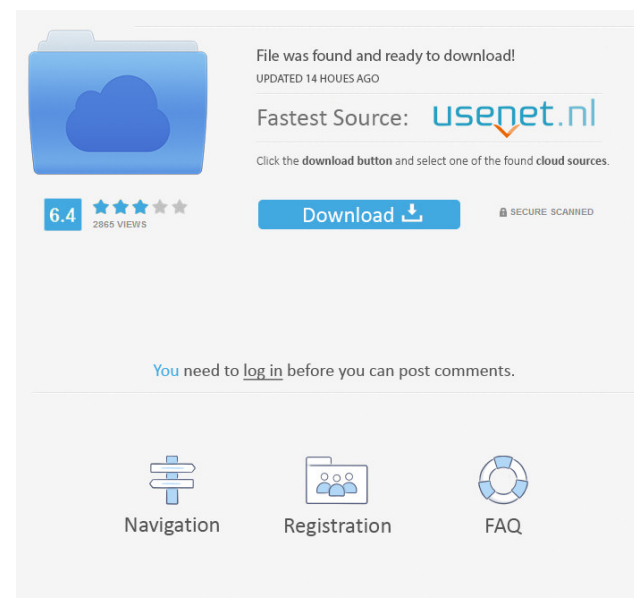 File was found and ready to download!
UPDATED 14 HOUES AGO
Fastest Source: usenet.nl
Click the download button and select one of the found cloud sources.
6.4
2865 VIEWS
Download
SECURE SCANNED
You need to log in before you can post comments.
Navigation
Registration
FAQ